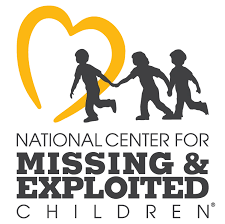 NATIONAL CENTER FOR
MISSING &
EXPLOITED
CHILDREN®